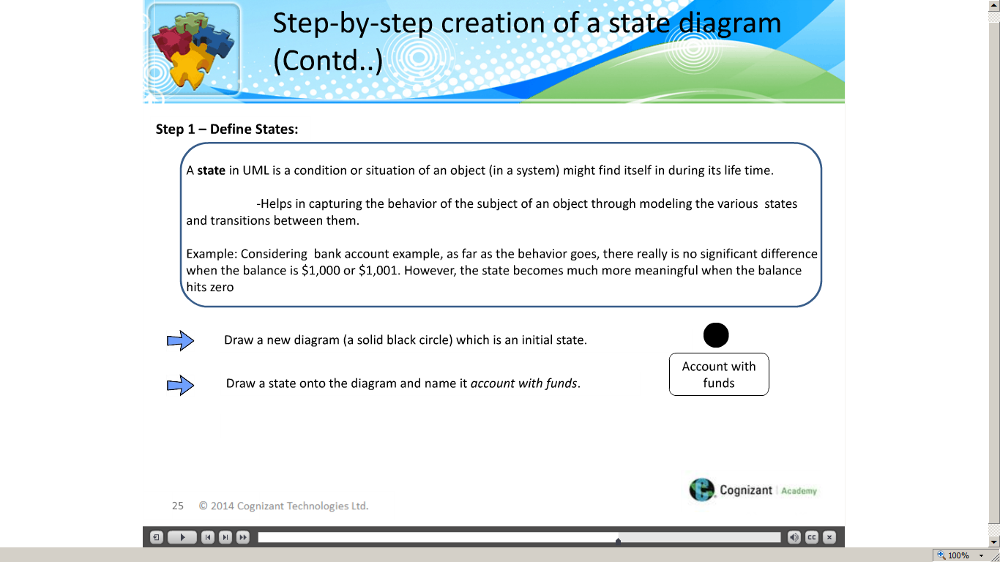 Step-by-step creation of a state diagram
(Contd..)
Step 1 – Define States:
A state in UML is a condition or situation of an object (in a system) might find itself in during its life time.
-Helps in capturing the behavior of the subject of an object through modeling the various  states
and transitions between them.
Example: Considering  bank account example, as far as the behavior goes, there really is no significant difference
when the balance is $1,000 or $1,001. However, the state becomes much more meaningful when the balance
hits zero
Draw a new diagram (a solid black circle) which is an initial state.
Account with
funds
Draw a state onto the diagram and name it account with funds.
Cognizant | Academy
25 © 2014 Cognizant Technologies Ltd.
CC
100%